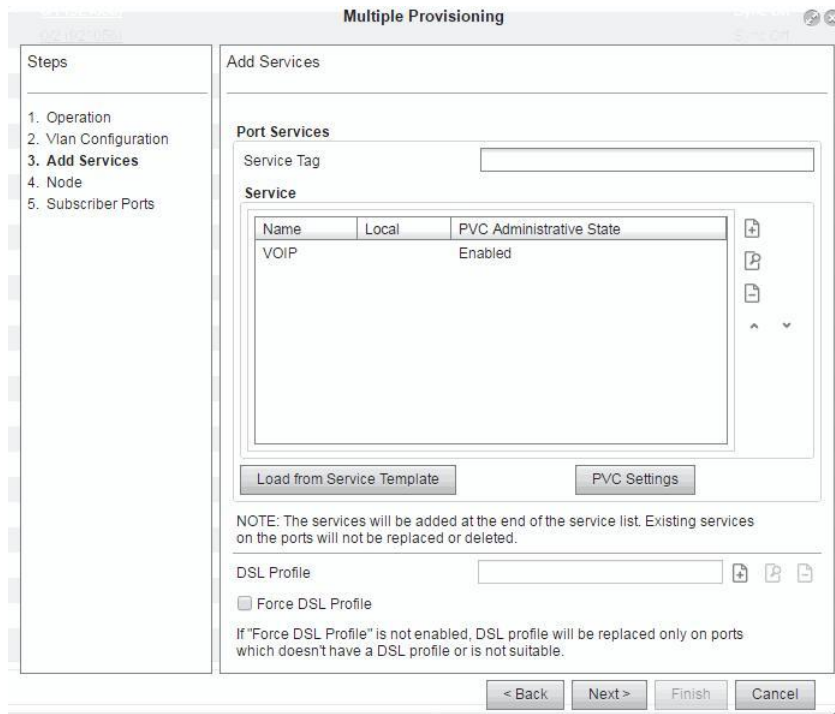 Multiple Provisioning
Steps
1. Operation
2. Vlan Configuration
3. Add Services
4. Node
5. Subscriber Ports
Add Services
Port Services
Service Tag
Service
Name Local PVC Administrative State
VOIP Enabled
Load from Service Template PVC Settings
NOTE: The services will be added at the end of the service list. Existing services
on the ports will not be replaced or deleted.
DSL Profile
Force DSL Profile
If "Force DSL Profile" is not enabled, DSL profile will be replaced only on ports
which doesn't have a DSL profile or is not suitable.
< Back Next > Finish Cancel